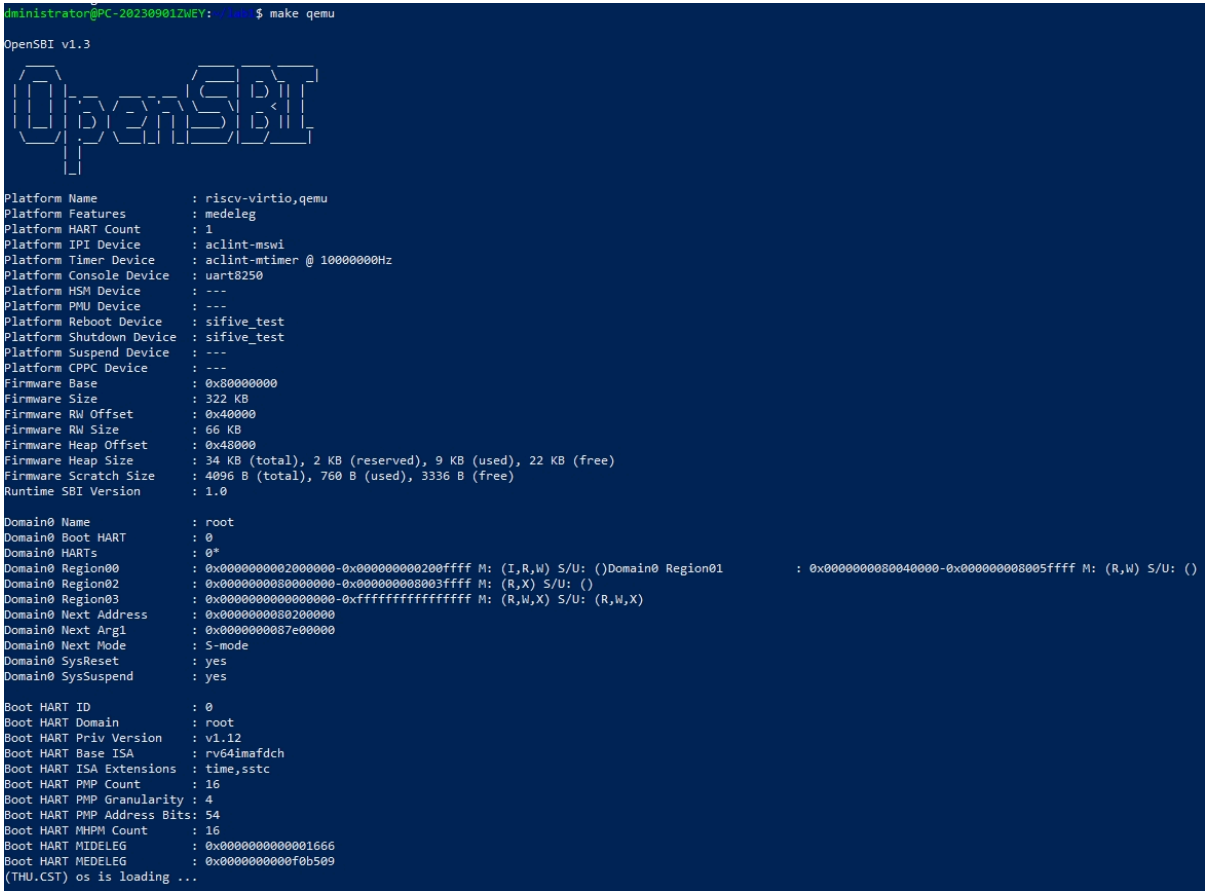 dministrator@PC-20230901ZWEY: $ make qemu
OpenSBI v1.3
OpenSBI
Platform Name : riscv-virtio,qemu
Platform Features : medeleg
Platform HART Count : 1
Platform IPI Device : aclint-mswi
Platform Timer Device : aclint-mtimer @ 10000000Hz
Platform Console Device : uart8250
Platform HSM Device : ---
Platform PMU Device : ---
Platform Reboot Device : sifive_test
Platform Shutdown Device : sifive_test
Platform Suspend Device : ---
Platform CPPC Device : ---
Firmware Base : 0x80000000
Firmware Size : 322 KB
Firmware RW Offset : 0x40000
Firmware RW Size : 66 KB
Firmware Heap Offset : 0x48000
Firmware Heap Size : 34 KB (total), 2 KB (reserved), 9 KB (used), 22 KB (free)
Firmware Scratch Size : 4096 B (total), 760 B (used), 3336 B (free)
Runtime SBI Version : 1.0
Domain0 Name : root
Domain0 Boot HART : 0
Domain0 HARTs : 0*
Domain0 Region00 : 0x0000000002000000-0x000000000200ffff M: (I,R,W) S/U: ()Domain0 Region01 : 0x0000000080040000-0x000000008005ffff M: (R,W) S/U: ()
Domain0 Region02 : 0x0000000080000000-0x000000008003ffff M: (R,X) S/U: ()
Domain0 Region03 : 0x0000000000000000-0xffffffffffffffff M: (R,W,X) S/U: (R,W,X)
Domain0 Next Address : 0x0000000080200000
Domain0 Next Arg1 : 0x0000000087e00000
Domain0 Next Mode : S-mode
Domain0 SysReset : yes
Domain0 SysSuspend : yes
Boot HART ID : 0
Boot HART Domain : root
Boot HART Priv Version : v1.12
Boot HART Base ISA : rv64imafdch
Boot HART ISA Extensions : time,sstc
Boot HART PMP Count : 16
Boot HART PMP Granularity : 4
Boot HART PMP Address Bits: 54
Boot HART MHPM Count : 16
Boot HART MIDELEG : 0x0000000000001666
Boot HART MEDELEG : 0x0000000000f0b509
(THU.CST) os is loading ...